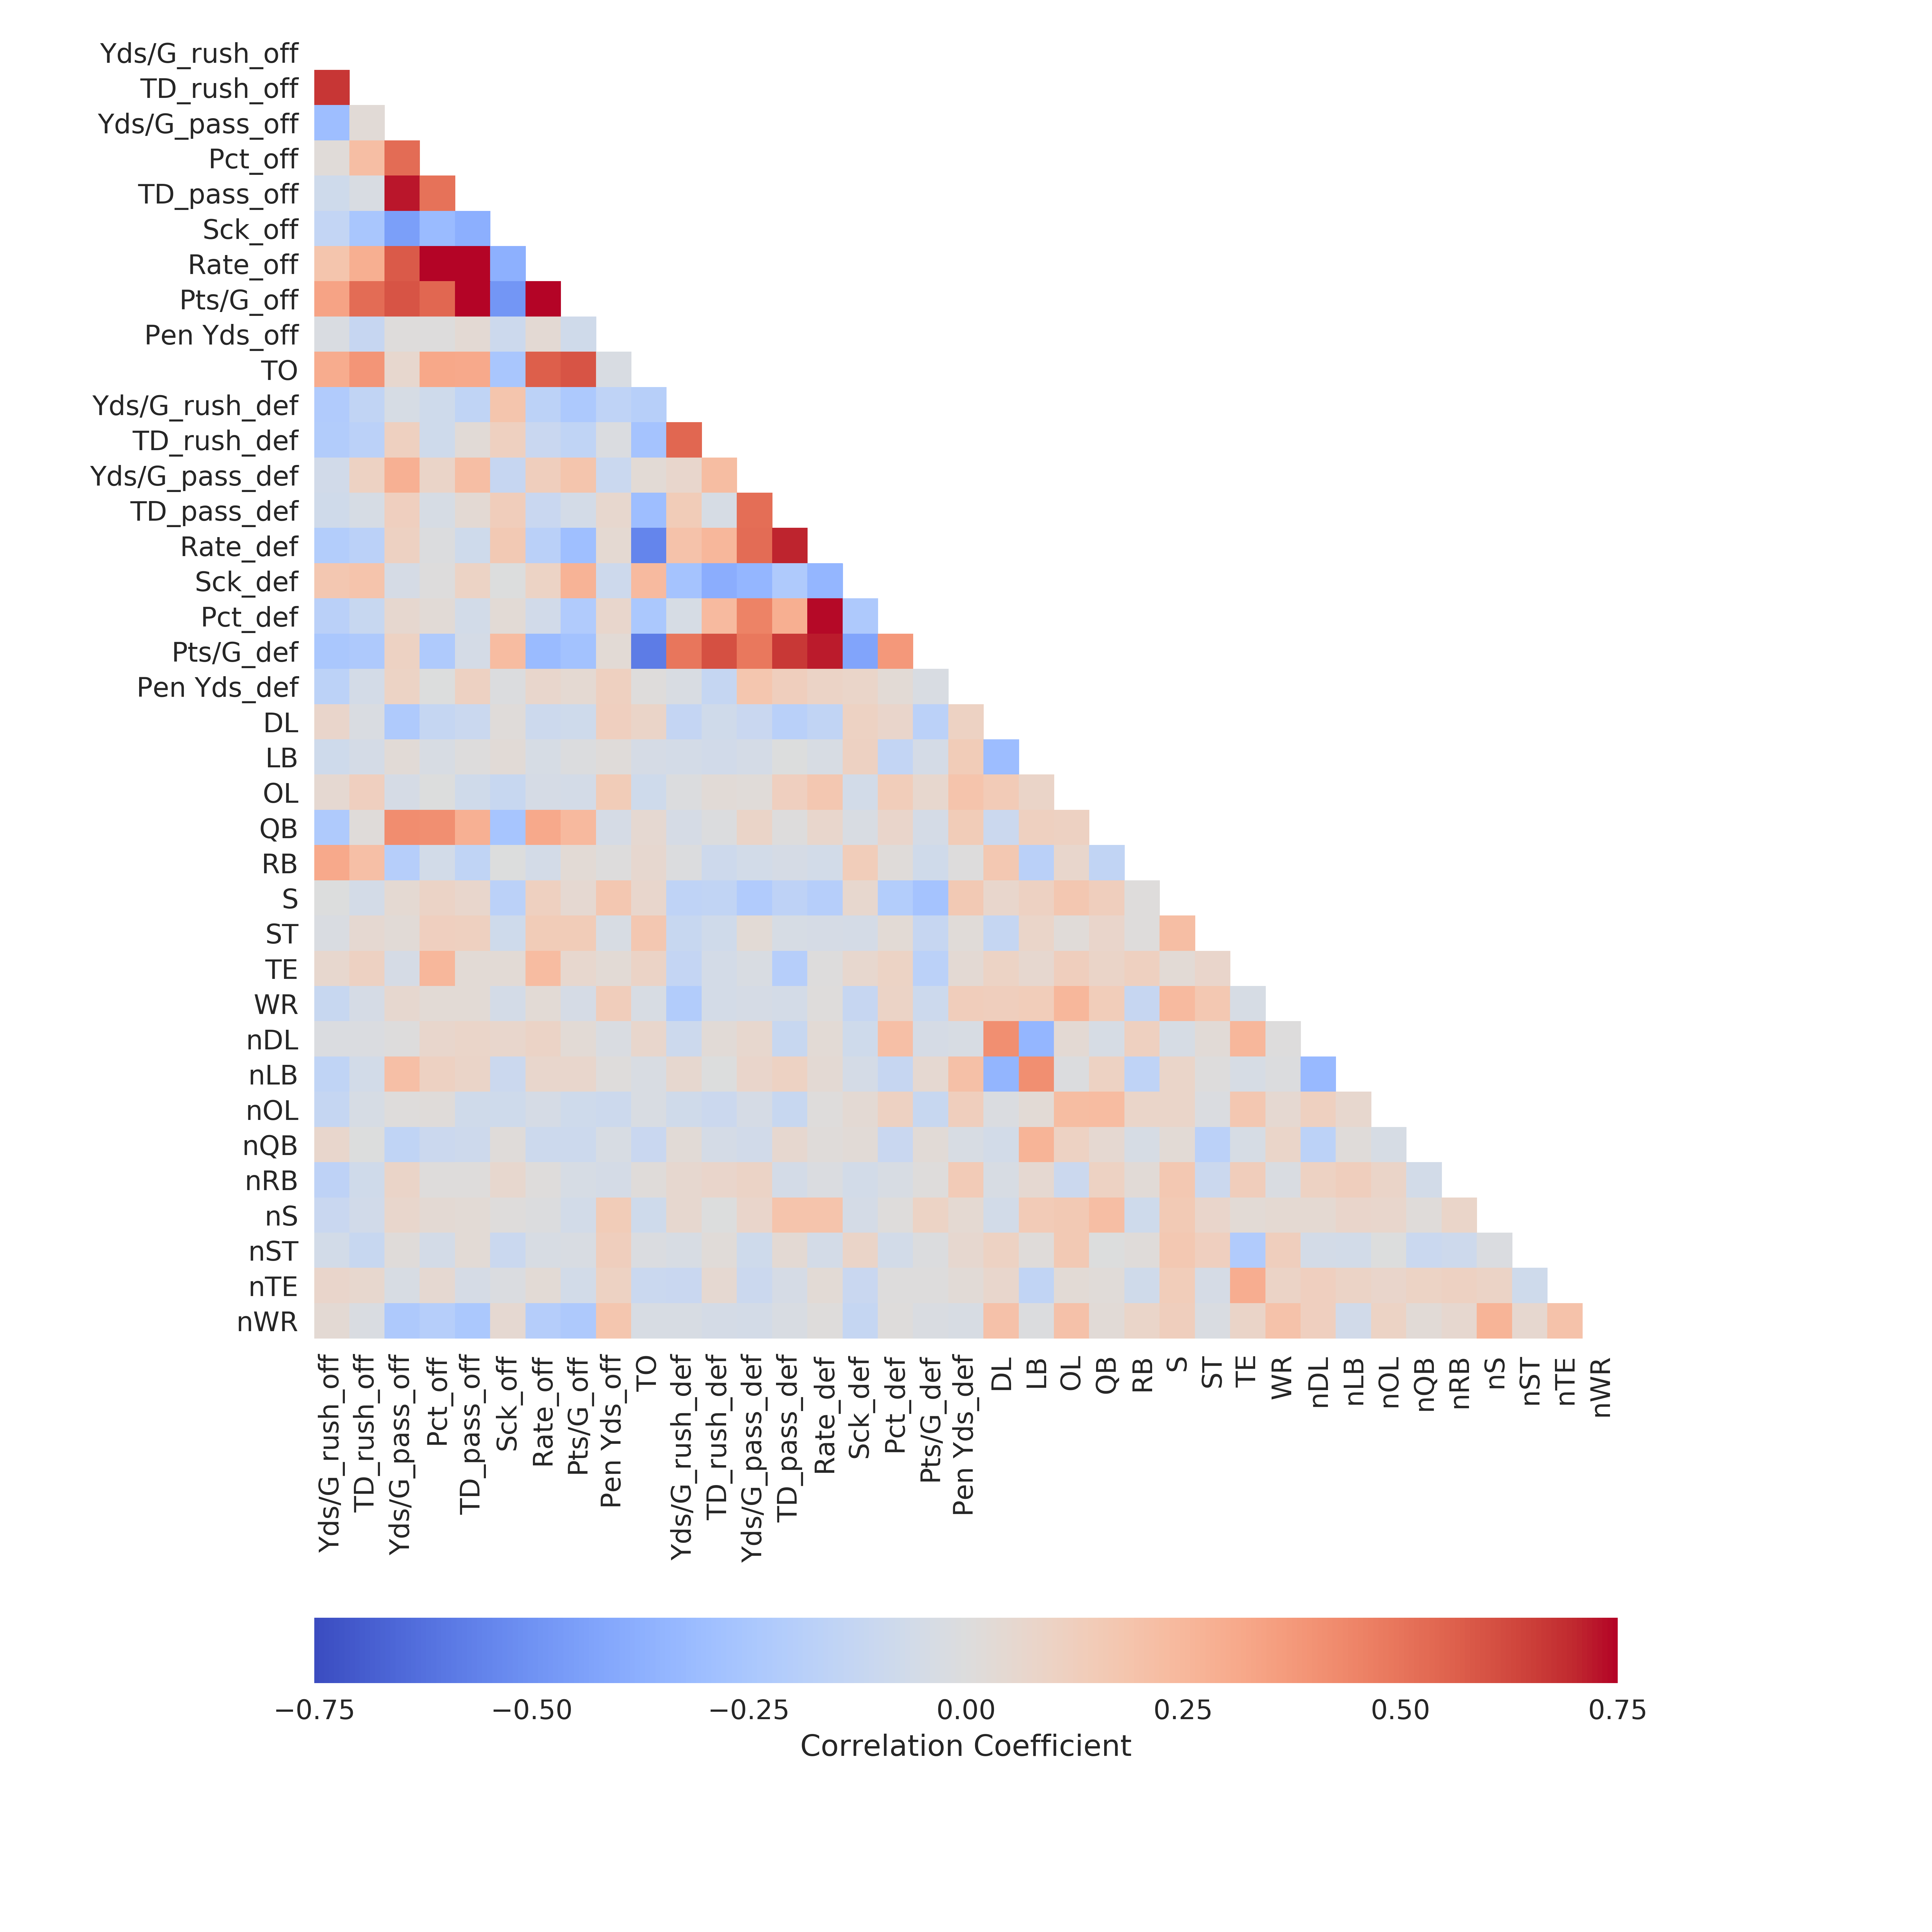 Yds/G_rush_off
TD_rush_off
Yds/G_pass_off
Pct_off
TD_pass_off
Sck_off
Rate_off
Pts/G_off
Pen Yds_off
TO
Yds/G_rush_def
TD_rush_def
Yds/G_pass_def
TD_pass_def
Rate_def
Sck_def
Pct_def
Pts/G_def
Pen Yds_def
DL
LB
OL
QB
RB
S
ST
TE
WR
nDL
nLB
nOL
nQB
nRB
nS
nST
nTE
nWR
Yds/G_rush_off
TD_rush_off
Yds/G_pass_off
Pct_off
TD_pass_off
Sck_off
Rate_off
Pts/G_off
Pen Yds_off
TO
Yds/G_rush_def
TD_rush_def
Yds/G_pass_def
TD_pass_def
Rate_def
Sck_def
Pct_def
Pts/G_def
Pen Yds_def
DL
LB
OL
QB
RB
S
ST
TE
WR
nDL
nLB
nOL
nQB
nRB
nS
nST
nTE
nWR
−0.75 −0.50 −0.25 0.00 0.25 0.50 0.75
Correlation Coefficient